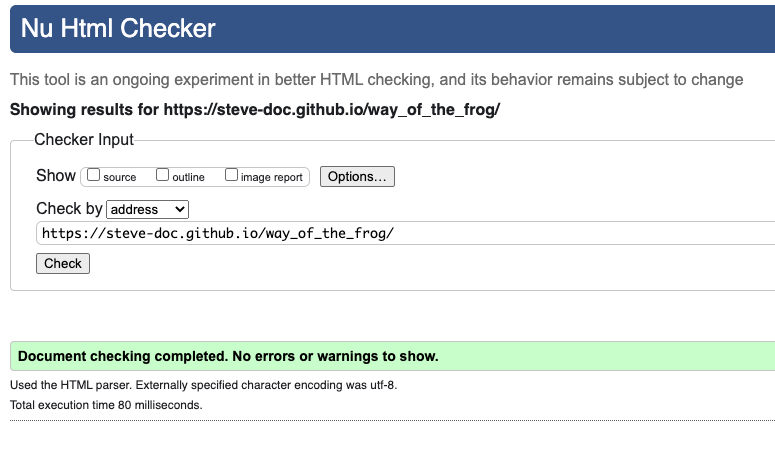 Nu Html Checker
This tool is an ongoing experiment in better HTML checking, and its behavior remains subject to change
Showing results for https://steve-doc.github.io/way_of_the_frog/
Checker Input
Show source outline image report Options...
Check by address
https://steve-doc.github.io/way_of_the_frog/
Check
Document checking completed. No errors or warnings to show.
Used the HTML parser. Externally specified character encoding was utf-8.
Total execution time 80 milliseconds.